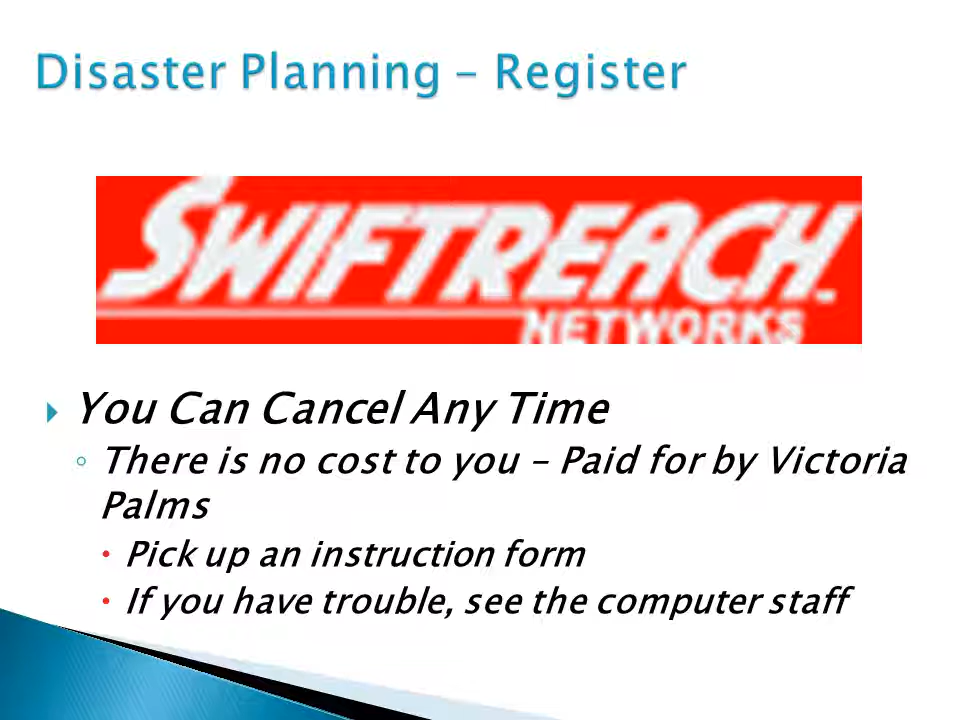 Disaster Planning – Register
SWIFTREACH
NETWORKS
You Can Cancel Any Time
There is no cost to you – Paid for by Victoria
Palms
Pick up an instruction form
If you have trouble, see the computer staff